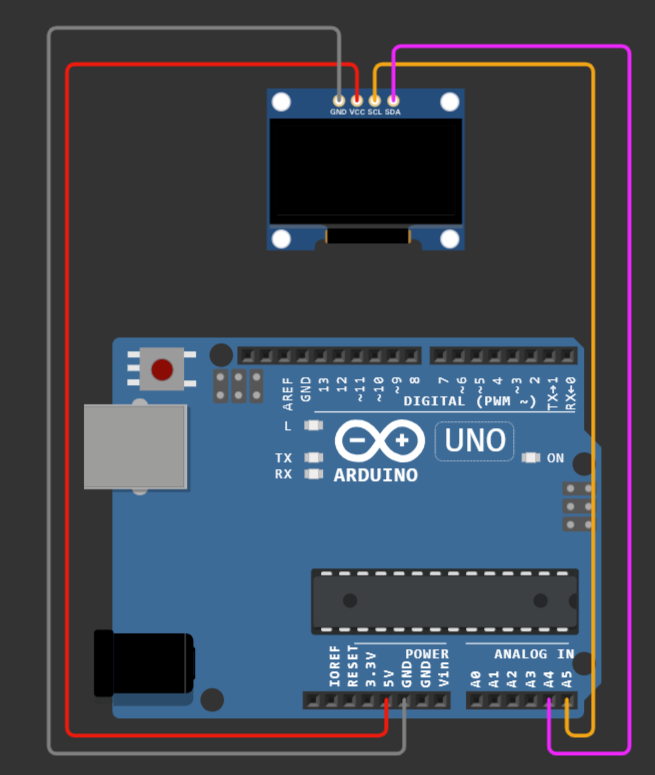 GND VCC SCL SDA
AREF
GND
13
12
~11
~10
~9
8
7
~6
~5
4
~3
2
TX→1
RX←0
DIGITAL (PWM ~)
L
TX
RX
UNO
ON
ARDUINO
IOREF
RESET
3.3V
5V
GND
GND
Vin
POWER
ANALOG IN
A0
A1
A2
A3
A4
A5